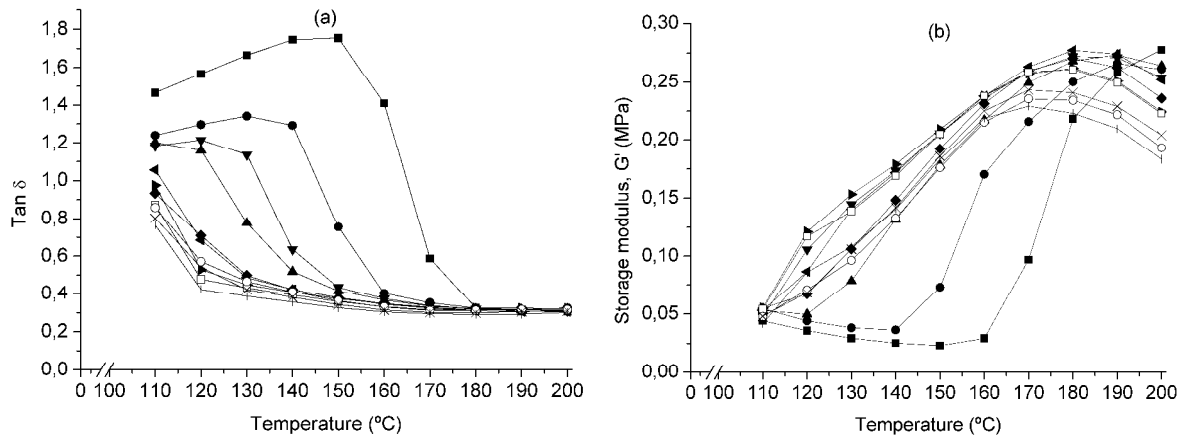 (a)
1,8
1,6
1,4
1,2
1,0
0,8
0,6
0,4
0,2
0,0
Tan δ
0 100 110 120 130 140 150 160 170 180 190 200
Temperature (ºC)
(b)
0,30
0,25
0,20
0,15
0,10
0,05
0,00
Storage modulus, G' (MPa)
0 100 110 120 130 140 150 160 170 180 190 200
Temperature (ºC)